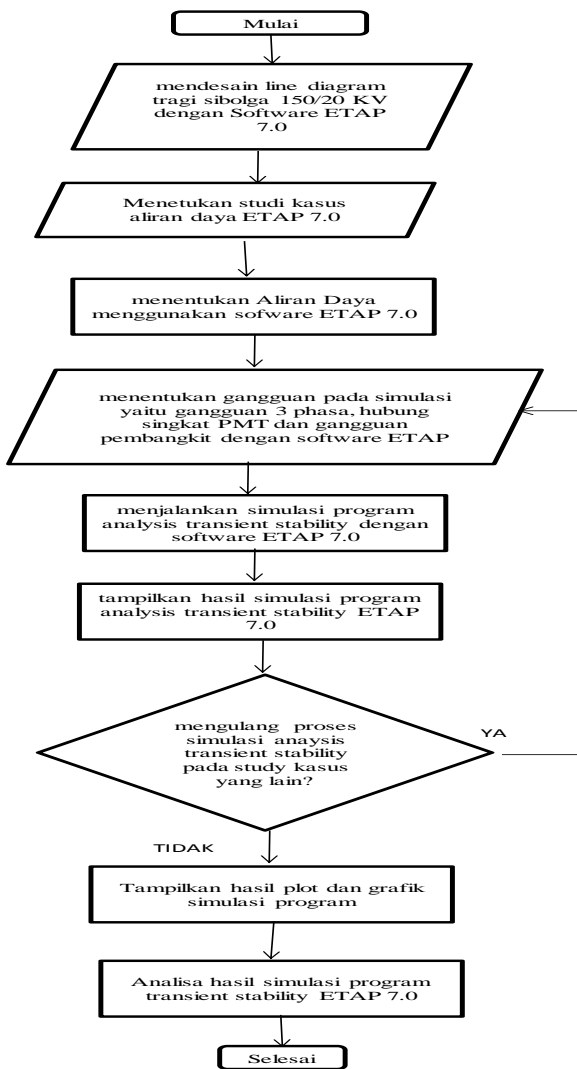 Mulai
mendesain line diagram
tragi sibolga 150/20 KV
dengan Software ETAP
7.0
Menetukan studi kasus
aliran daya ETAP 7.0
menentukan Aliran Daya
menggunakan sofware ETAP 7.0
menentukan gangguan pada simulasi
yaitu gangguan 3 phasa, hubung
singkat PMT dan gangguan
pembangkit dengan software ETAP
menjalankan simulasi program
analysis transient stability dengan
software ETAP 7.0
tampilkan hasil simulasi program
analysis transient stability ETAP
7.0
mengulang proses
simulasi anaysis
transient stability
pada study kasus
yang lain?
YA
TIDAK
Tampilkan hasil plot dan grafik
simulasi program
Analisa hasil simulasi program
transient stability ETAP 7.0
Selesai